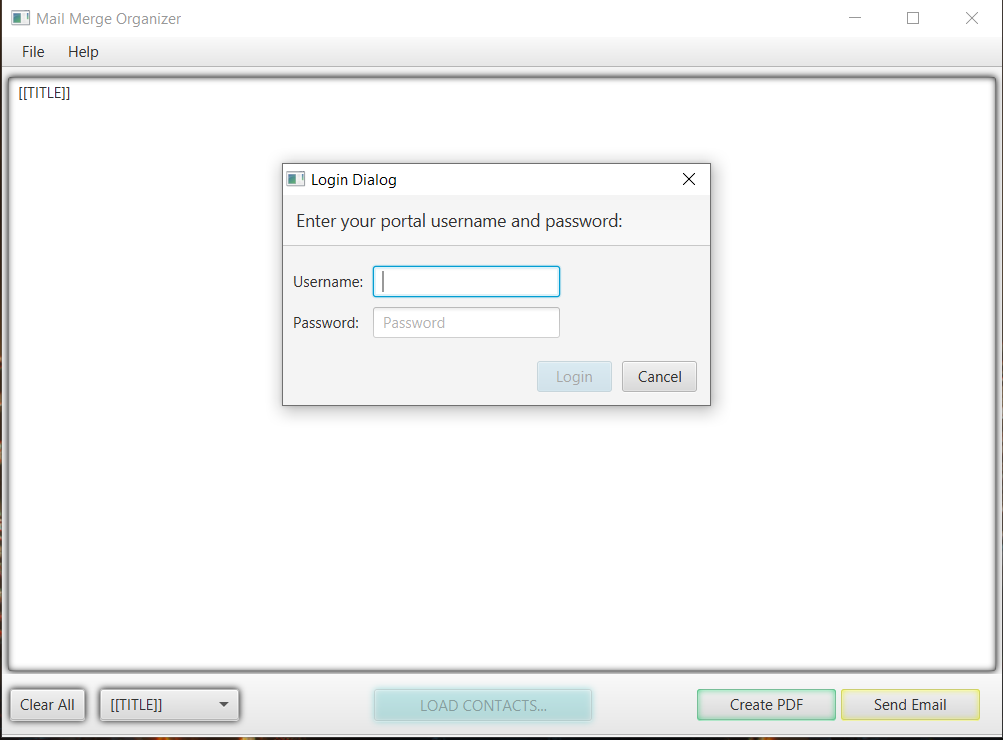 Mail Merge Organizer
File Help
[[TITLE]]
Login Dialog
Enter your portal username and password:
Username:
Password: Password
Login Cancel
Clear All [[TITLE]] LOAD CONTACTS... Create PDF Send Email